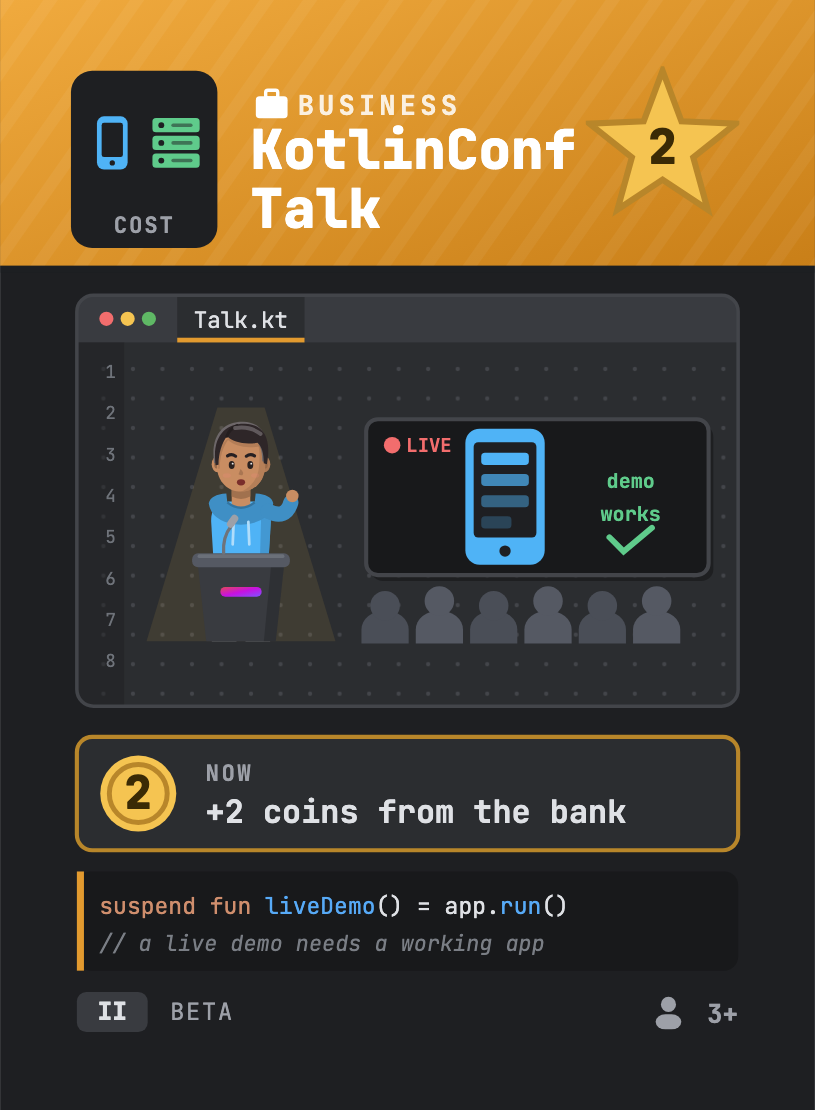 BUSINESS
KotlinConf
Talk
2
COST
Talk.kt
1
2
3
4
5
6
7
8
LIVE
demo
works
2
NOW
+2 coins from the bank
suspend fun liveDemo() = app.run()
// a live demo needs a working app
II
BETA
3+